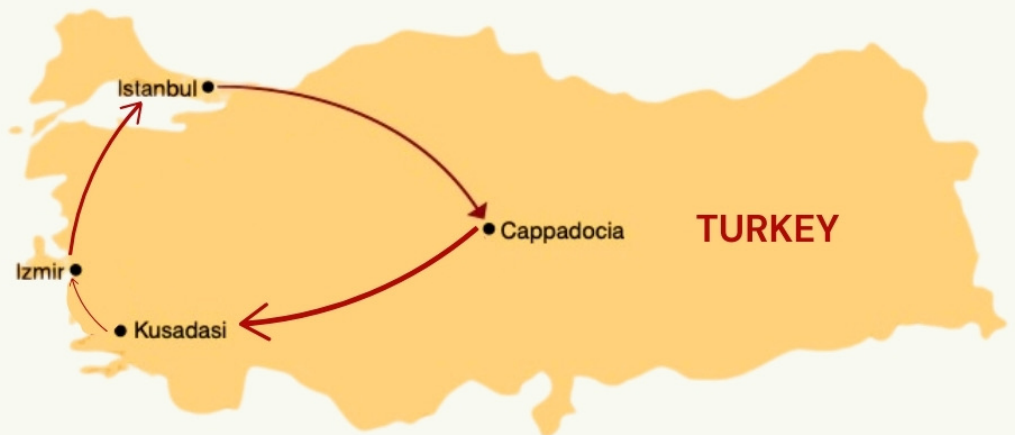 Istanbul
Cappadocia
TURKEY
Izmir
Kusadasi